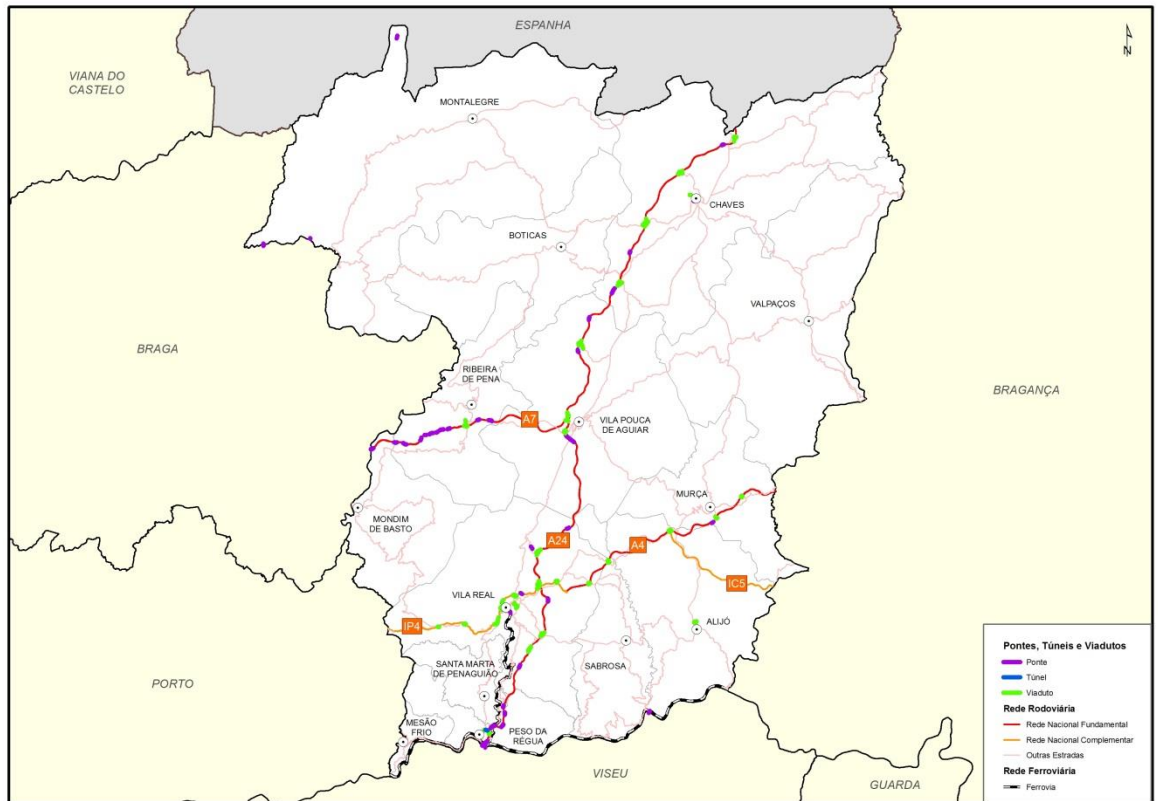 ESPANHA
N
VIANA DO
CASTELO
MONTALEGRE
CHAVES
BOTICAS
VALPAÇOS
BRAGA
RIBEIRA
DE PENA
BRAGANÇA
A7
VILA POUCA
DE AGUIAR
MURÇA
MONDIM
DE BASTO
A24
A4
IC5
VILA REAL
IP4
ALIJÓ
SANTA MARTA
DE PENAGUIÃO
SABROSA
PORTO
MESÃO
FRIO
PESO DA
RÉGUA
VISEU
GUARDA
Pontes, Túneis e Viadutos
Ponte
Túnel
Viaduto
Rede Rodoviária
Rede Nacional Fundamental
Rede Nacional Complementar
Outras Estradas
Rede Ferroviária
Ferrovia